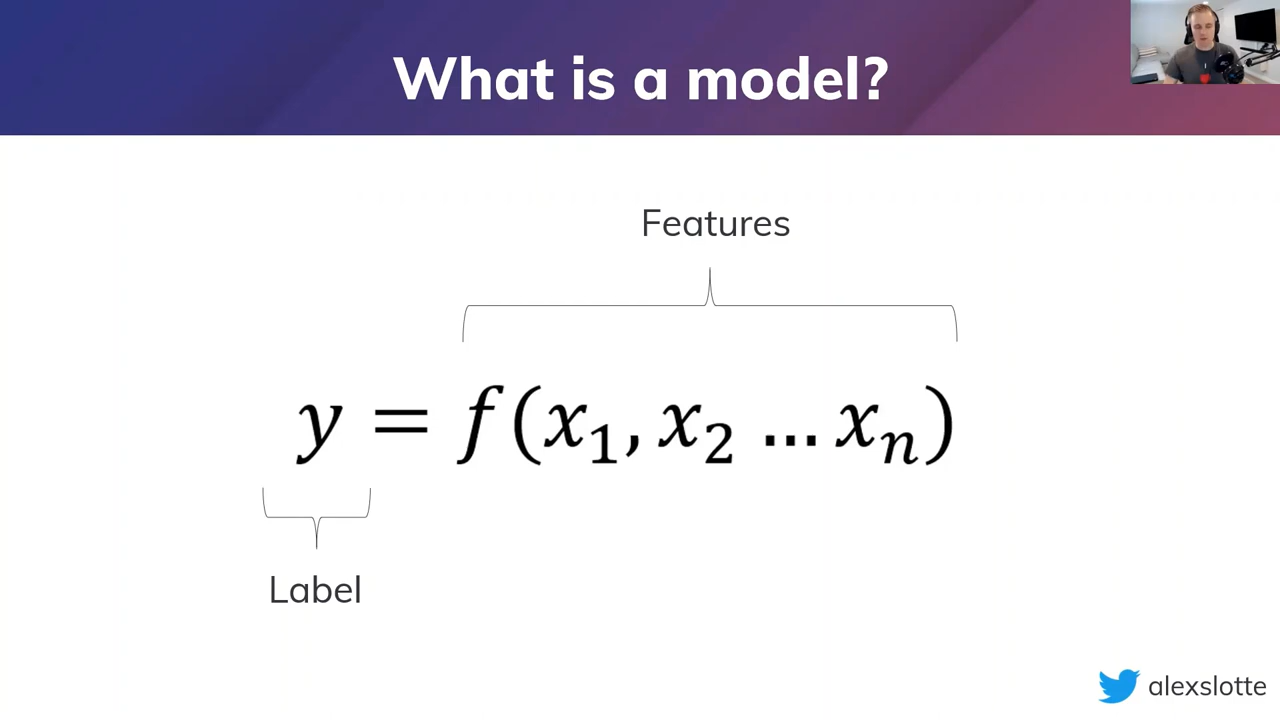 What is a model?
Features
y = f(x₁, x₂ ... xₙ)
Label
alexslotte